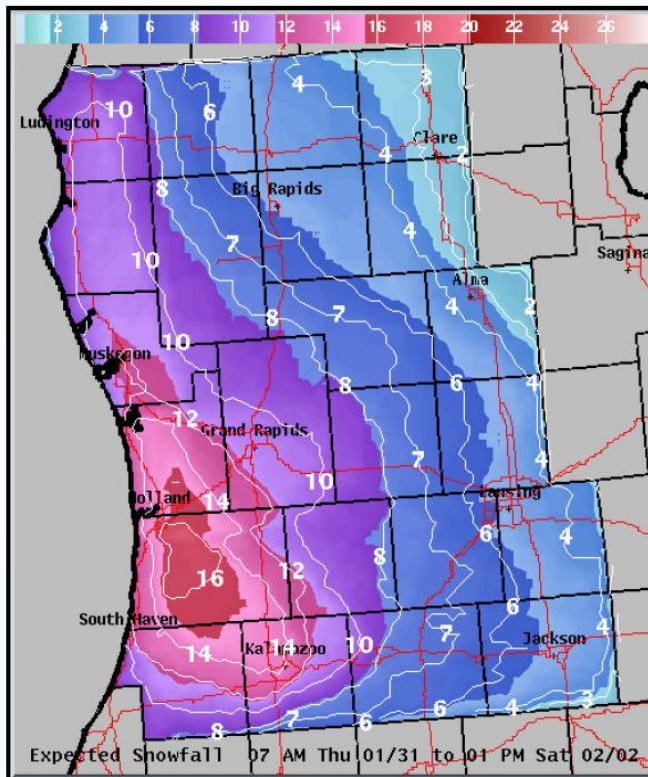 2 4 6 8 10 12 14 16 18 20 22 24 26
4 3
10 6
Ludington
Clare
4 2
8 Big Rapids
7 4
10 Sagina
Alma
4 2
8 7
10
Muskegon
8 6 4
12
Grand Rapids
7 4
10
Holland 14 Lansing
6 4
8
12
16
6
South Haven
7 4
14 Kalamazoo 14 10 Jackson
3
8 7 6 6 4
Expected Snowfall 07 AM Thu 01/31 to 01 PM Sat 02/02